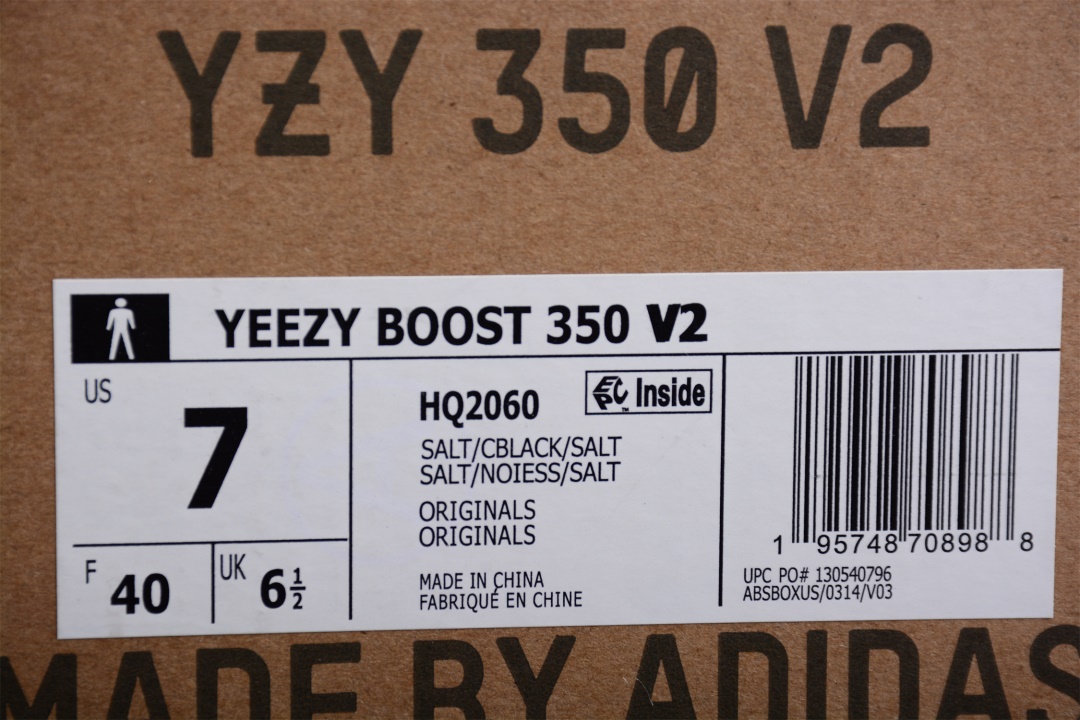 YZY 350 V2
YEEZY BOOST 350 V2
US
7
F 40
UK 6½
HQ2060
EPC™ Inside
SALT/CBLACK/SALT
SALT/NOIESS/SALT
ORIGINALS
ORIGINALS
MADE IN CHINA
FABRIQUÉ EN CHINE
1 95748 70898 8
UPC PO# 130540796
ABSBOXUS/0314/V03
MADE BY ADIDAS